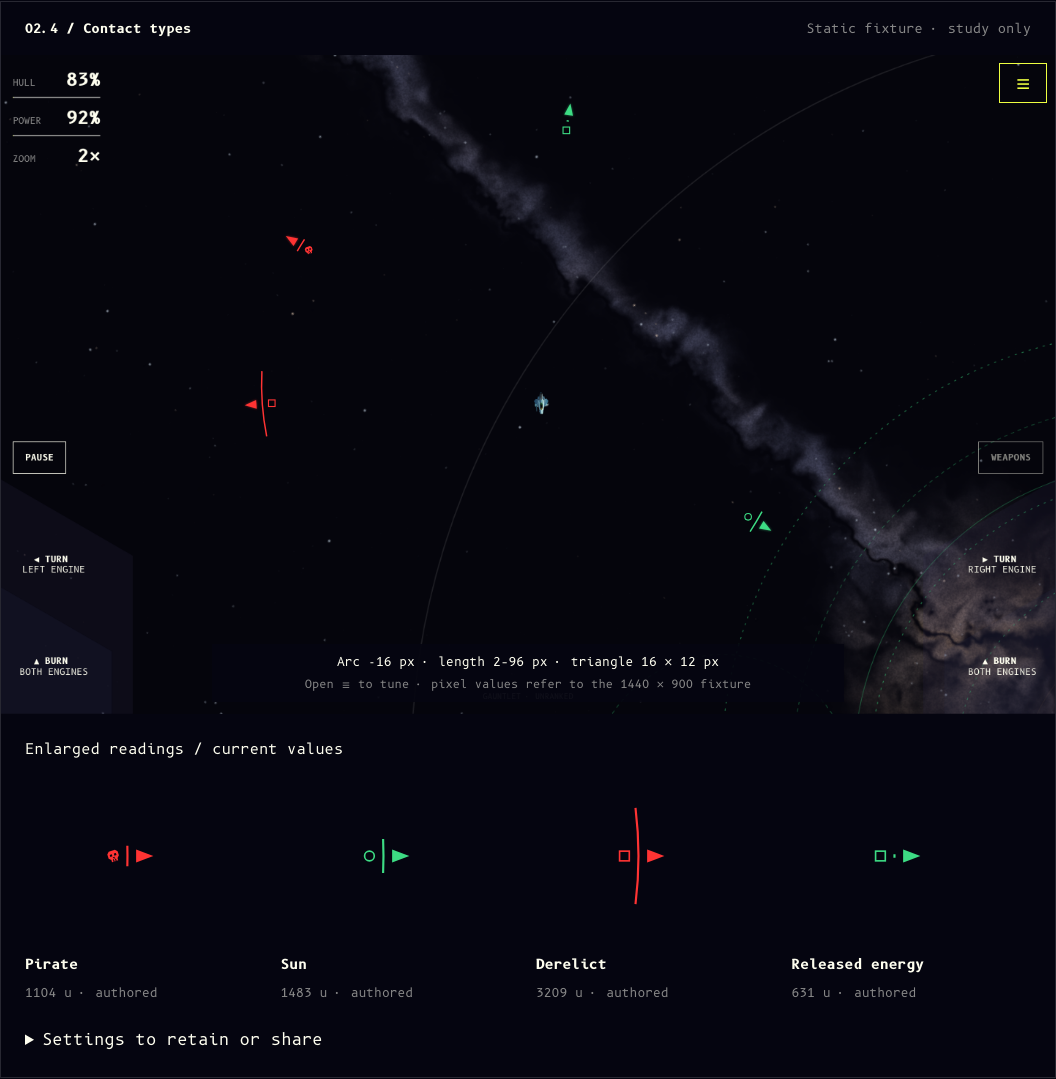 02.4 / Contact types
Static fixture · study only
HULL 83%
POWER 92%
ZOOM 2×
≡
PAUSE
WEAPONS
◂ TURN
LEFT ENGINE
▸ TURN
RIGHT ENGINE
▴ BURN
BOTH ENGINES
▴ BURN
BOTH ENGINES
Arc -16 px · length 2-96 px · triangle 16 × 12 px
Open ≡ to tune · pixel values refer to the 1440 × 900 fixture
Enlarged readings / current values
Pirate
1104 u · authored
Sun
1483 u · authored
Derelict
3209 u · authored
Released energy
631 u · authored
▶ Settings to retain or share